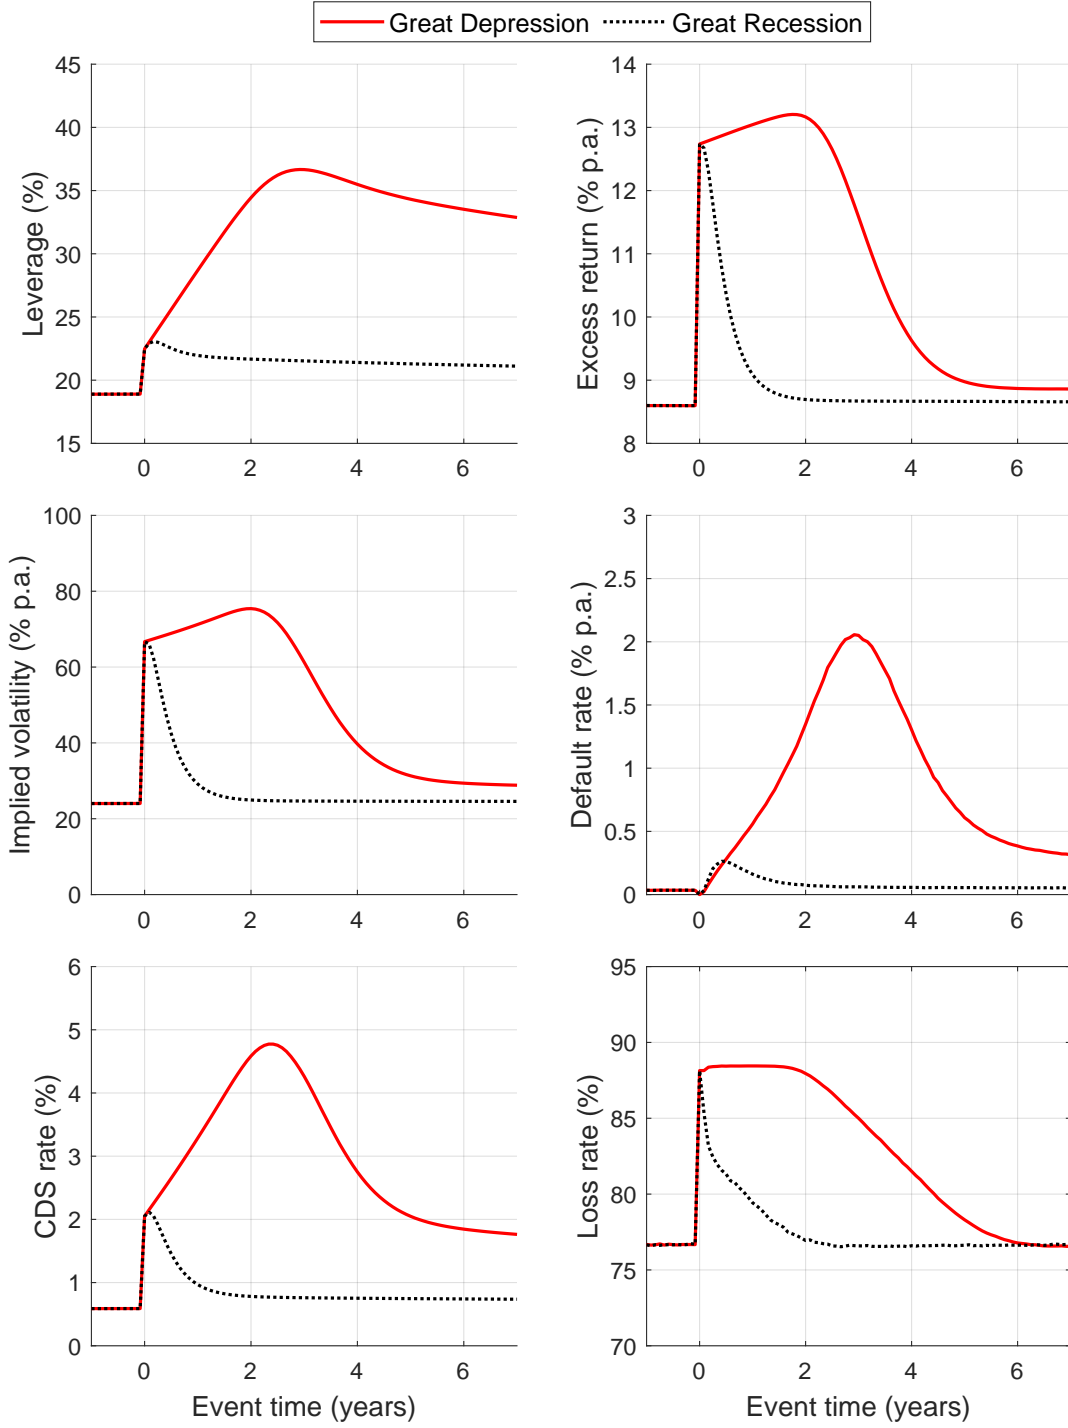 Great Depression Great Recession
Leverage (%)
45
40
35
30
25
20
15
0 2 4 6
Excess return (% p.a.)
14
13
12
11
10
9
8
0 2 4 6
Implied volatility (% p.a.)
100
80
60
40
20
0
0 2 4 6
Default rate (% p.a.)
3
2.5
2
1.5
1
0.5
0
0 2 4 6
CDS rate (%)
6
5
4
3
2
1
0
0 2 4 6
Event time (years)
Loss rate (%)
95
90
85
80
75
70
0 2 4 6
Event time (years)